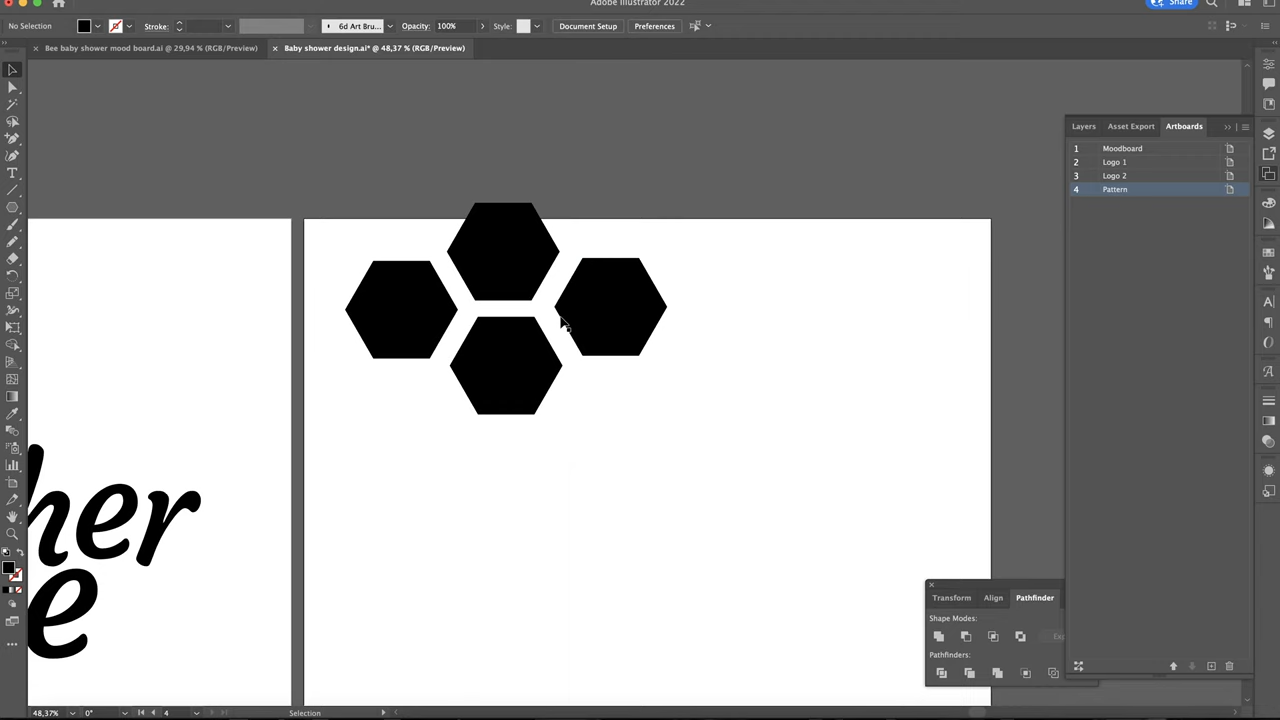 Adobe Illustrator 2022
Share
No Selection
Stroke:
6d Art Bru...
Opacity: 100%
Style:
Document Setup
Preferences
Bee baby shower mood board.ai @ 29,94 % (RGB/Preview)
Baby shower design.ai* @ 48,37 % (RGB/Preview)
Layers
Asset Export
Artboards
1 Moodboard
2 Logo 1
3 Logo 2
4 Pattern
her
e
Transform
Align
Pathfinder
Shape Modes:
Pathfinders:
48,37%
0°
4
Selection